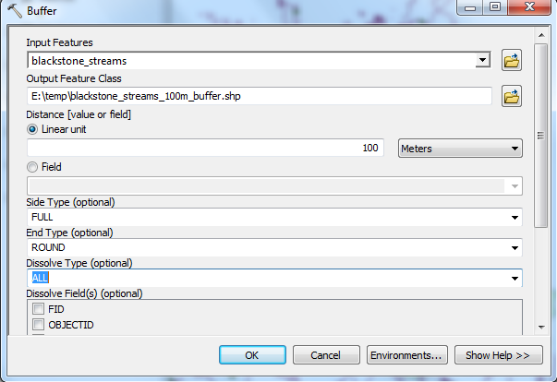 Buffer
Input Features
blackstone_streams
Output Feature Class
E:\temp\blackstone_streams_100m_buffer.shp
Distance [value or field]
Linear unit
100 Meters
Field
Side Type (optional)
FULL
End Type (optional)
ROUND
Dissolve Type (optional)
ALL
Dissolve Field(s) (optional)
FID
OBJECTID
OK Cancel Environments... Show Help >>